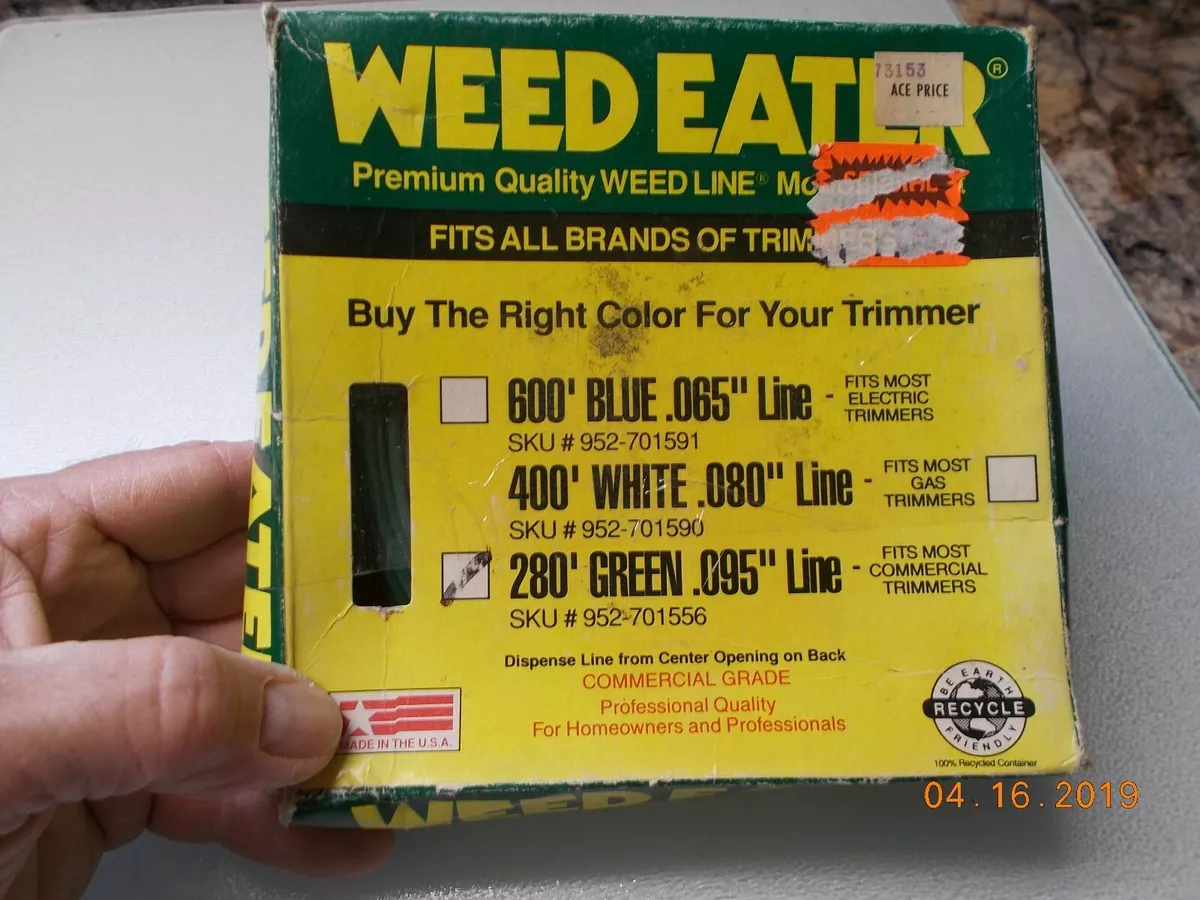 WEED EATER®
73153
ACE PRICE
Premium Quality WEED LINE®
FITS ALL BRANDS OF TRIMMERS
Buy The Right Color For Your Trimmer
600' BLUE .065" Line - FITS MOST ELECTRIC TRIMMERS
SKU # 952-701591
400' WHITE .080" Line - FITS MOST GAS TRIMMERS
SKU # 952-701590
280' GREEN .095" Line - FITS MOST COMMERCIAL TRIMMERS
SKU # 952-701556
Dispense Line from Center Opening on Back
COMMERCIAL GRADE
Professional Quality
For Homeowners and Professionals
MADE IN THE U.S.A.
BE EARTH
RECYCLE
FRIENDLY
100% Recycled Container
WEED EATER
04.16.2019